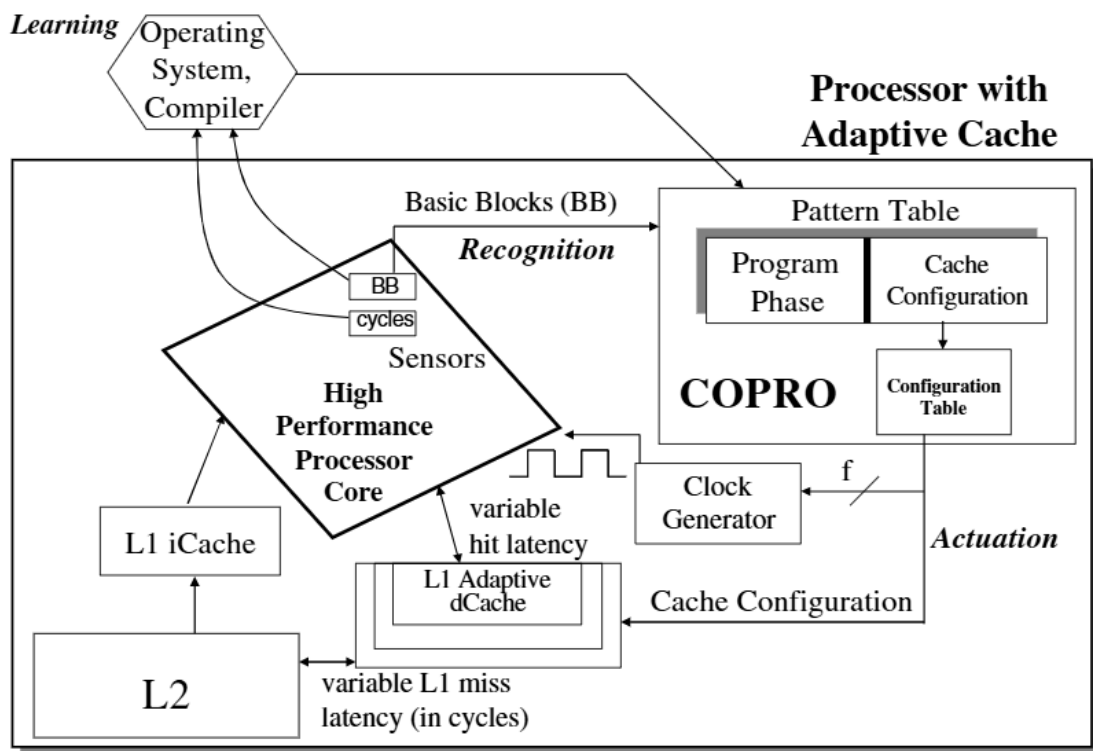 Learning
Operating
System,
Compiler
Processor with
Adaptive Cache
Basic Blocks (BB)
Recognition
Pattern Table
Program
Phase
Cache
Configuration
BB
cycles
Sensors
High
Performance
Processor
Core
COPRO
Configuration
Table
f
Clock
Generator
Actuation
variable
hit latency
L1 iCache
L1 Adaptive
dCache
Cache Configuration
L2
variable L1 miss
latency (in cycles)